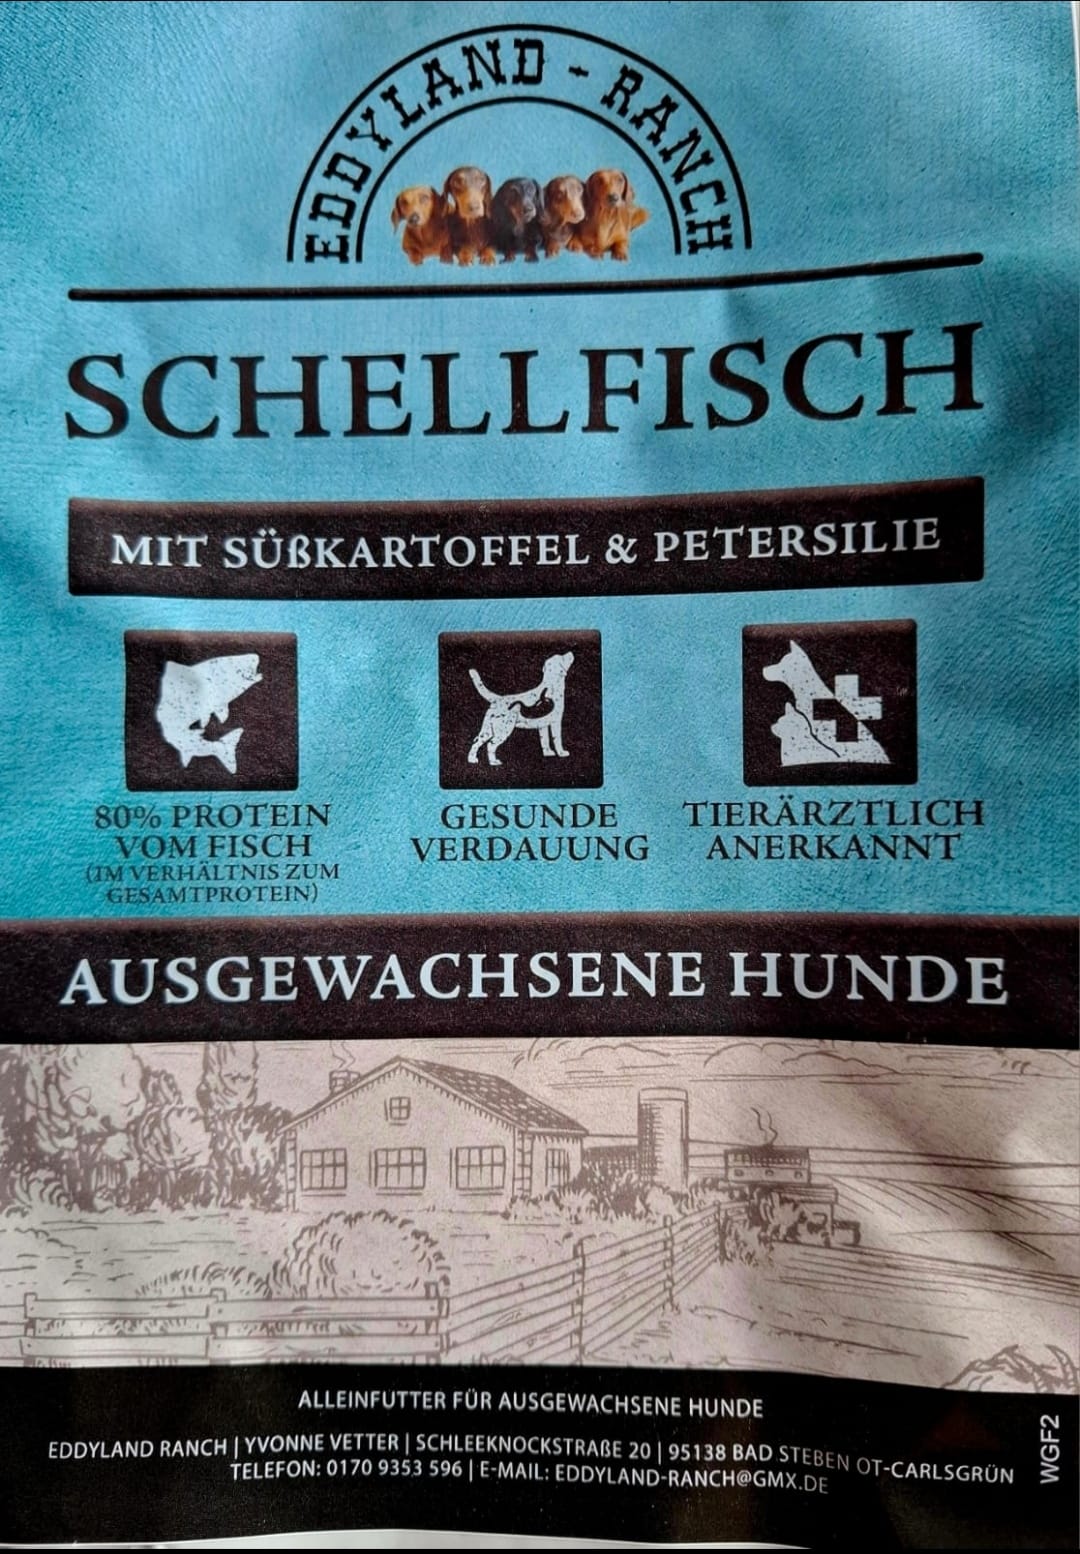 EDDYLAND-RANCH
SCHELLFISCH
MIT SÜßKARTOFFEL & PETERSILIE
80% PROTEIN
VOM FISCH
(IM VERHÄLTNIS ZUM
GESAMTPROTEIN)
GESUNDE
VERDAUUNG
TIERÄRZTLICH
ANERKANNT
AUSGEWACHSENE HUNDE
ALLEINFUTTER FÜR AUSGEWACHSENE HUNDE
EDDYLAND RANCH | YVONNE VETTER | SCHLEEKNOCKSTRAßE 20 | 95138 BAD STEBEN OT-CARLSGRÜN
TELEFON: 0170 9353 596 | E-MAIL: EDDYLAND-RANCH@GMX.DE
WGF2